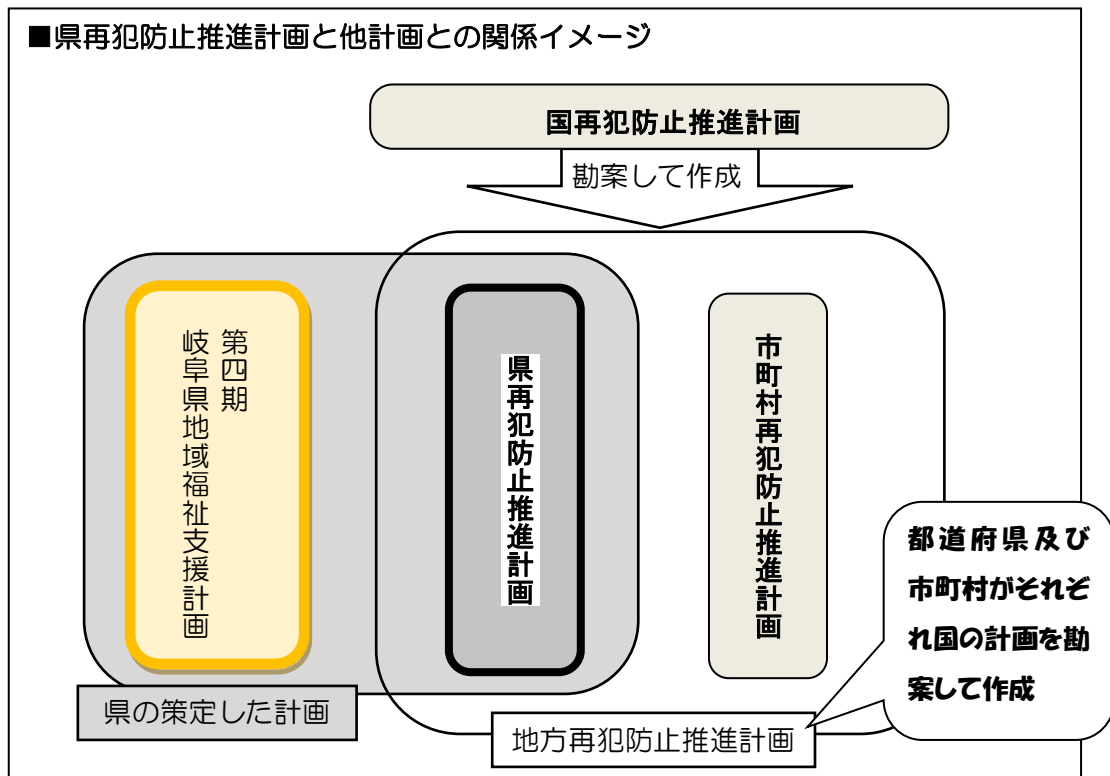 ■県再犯防止推進計画と他計画との関係イメージ
国再犯防止推進計画
勘案して作成
第四期
岐阜県地域福祉支援計画
県再犯防止推進計画
市町村再犯防止推進計画
都道府県及び
市町村がそれぞ
れ国の計画を勘
案して作成
県の策定した計画
地方再犯防止推進計画